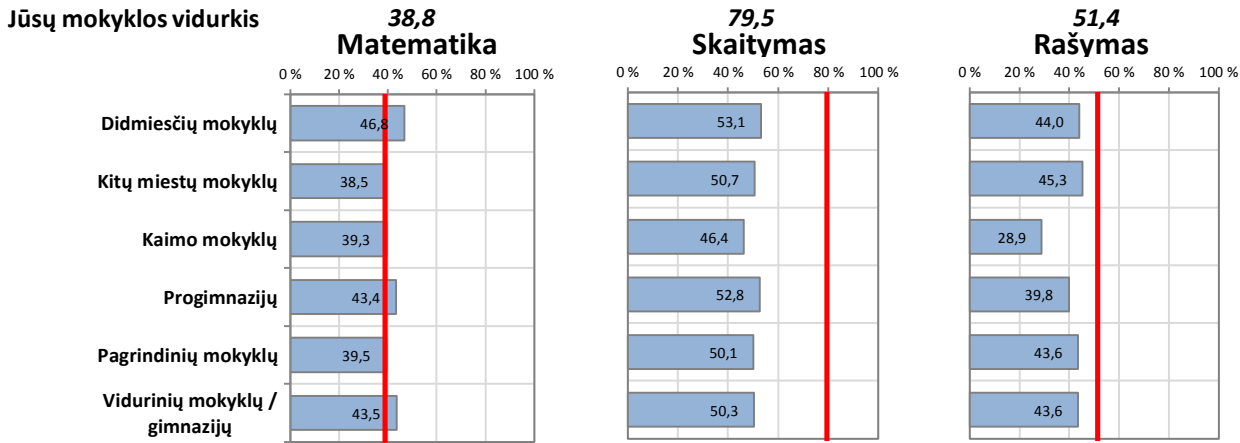 Jūsų mokyklos vidurkis 38,8 79,5 51,4
Matematika Skaitymas Rašymas
0 % 20 % 40 % 60 % 80 % 100 % 0 % 20 % 40 % 60 % 80 % 100 % 0 % 20 % 40 % 60 % 80 % 100 %
Didmiesčių mokyklų 46,8 53,1 44,0
Kitų miestų mokyklų 38,5 50,7 45,3
Kaimo mokyklų 39,3 46,4 28,9
Progimnazijų 43,4 52,8 39,8
Pagrindinių mokyklų 39,5 50,1 43,6
Vidurinių mokyklų /
gimnazijų 43,5 50,3 43,6